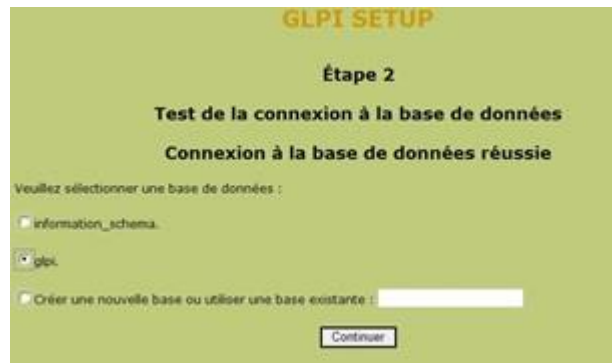 GLPI SETUP
Étape 2
Test de la connexion à la base de données
Connexion à la base de données réussie
Veuillez sélectionner une base de données :
information_schema.
glpi.
Créer une nouvelle base ou utiliser une base existante :
Continuer